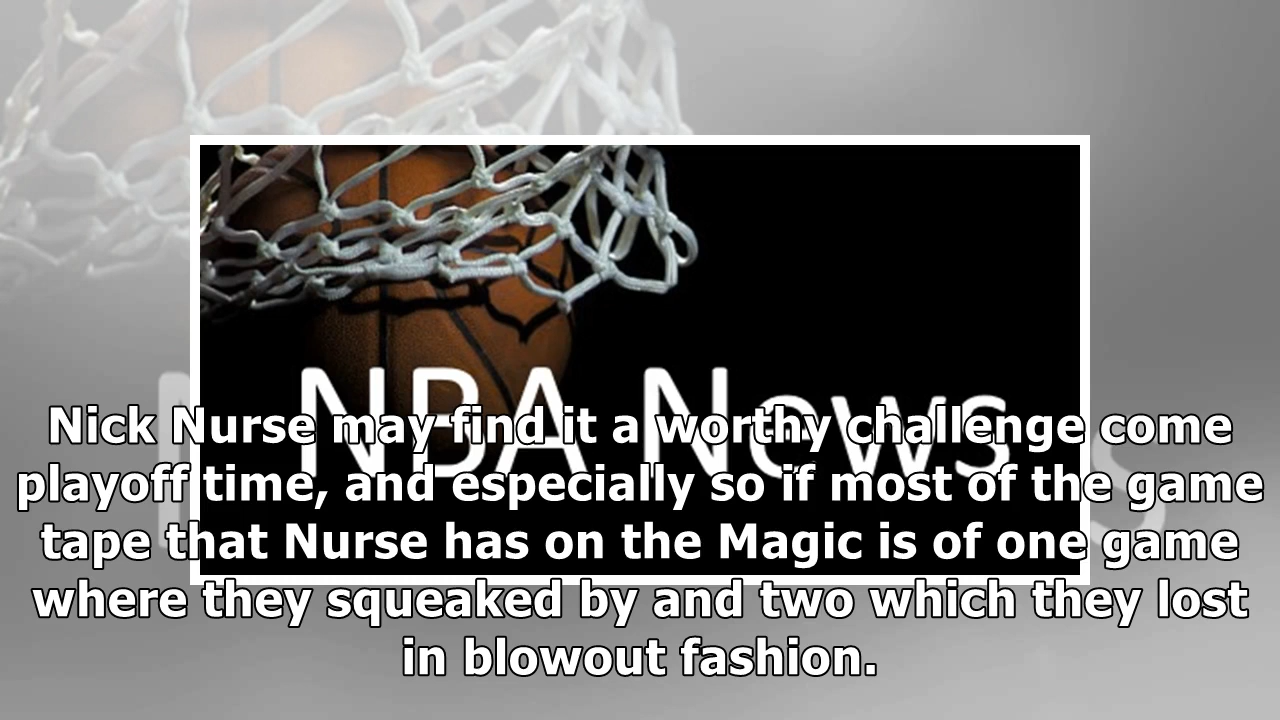 NBA News
Nick Nurse may find it a worthy challenge come
playoff time, and especially so if most of the game
tape that Nurse has on the Magic is of one game
where they squeaked by and two which they lost
in blowout fashion.